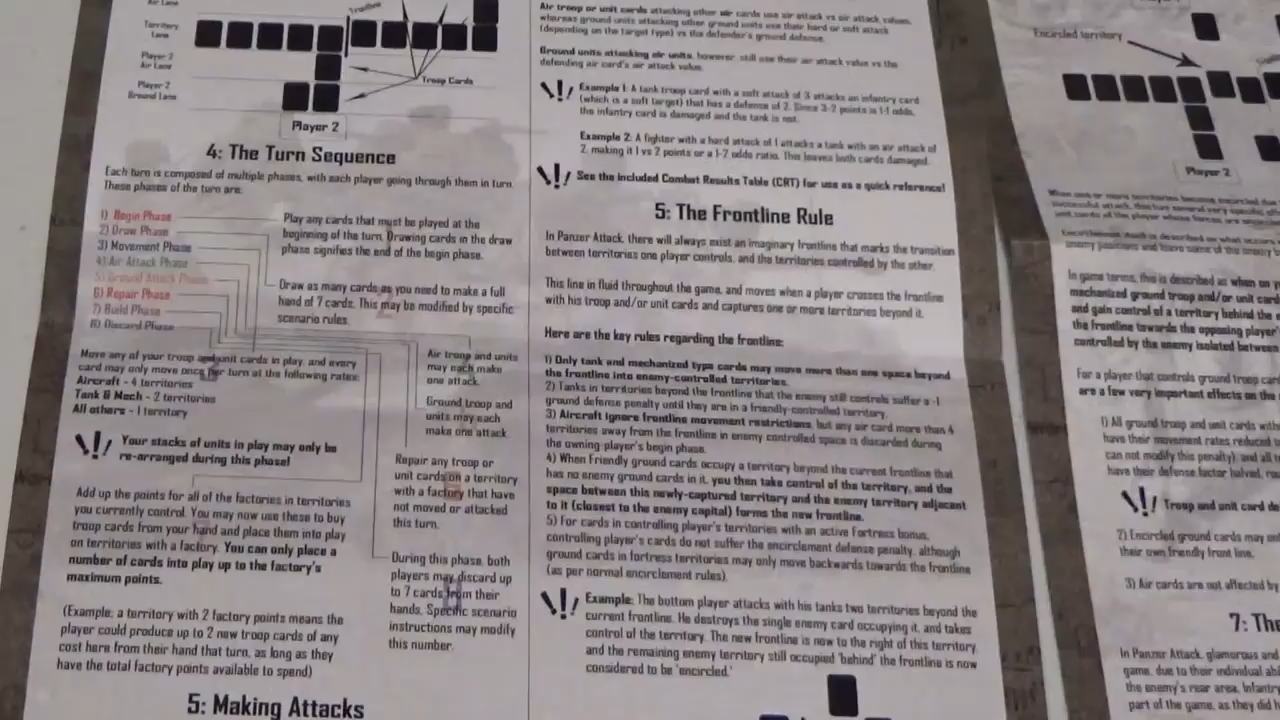 Air Lane
Territory
Lane
Player 2
Air Lane
Player 2
Ground Lane
Frontline
Troop Cards
Player 2
4: The Turn Sequence
Each turn is composed of multiple phases, with each player going through them in turn.
These phases of the turn are:
1) Begin Phase
2) Draw Phase
3) Movement Phase
4) Air Attack Phase
5) Ground Attack Phase
6) Repair Phase
7) Build Phase
8) Discard Phase
Play any cards that must be played at the
beginning of the turn. Drawing cards in the draw
phase signifies the end of the begin phase.
Draw as many cards as you need to make a full
hand of 7 cards. This may be modified by specific
scenario rules.
Move any of your troop and unit cards in play, and every
card may only move once per turn at the following rates:
Aircraft - 4 territories
Tank & Mech - 2 territories
All others - 1 territory
Your stacks of units in play may only be
re-arranged during this phase!
Air troop and units
may each make
one attack.
Ground troop and
units may each
make one attack.
Repair any troop or
unit cards on a territory
with a factory that have
not moved or attacked
this turn.
Add up the points for all of the factories in territories
you currently control. You may now use these to buy
troop cards from your hand and place them into play
on territories with a factory. You can only place a
number of cards into play up to the factory's
maximum points.
(Example: a territory with 2 factory points means the
player could produce up to 2 new troop cards of any
cost here from their hand that turn, as long as they
have the total factory points available to spend)
During this phase, both
players may discard up
to 7 cards from their
hands. Specific scenario
instructions may modify
this number.
5: Making Attacks
Air troop or unit cards attacking other air cards use air attack vs air attack values,
whereas ground units attacking other ground units use their hard or soft attack
(depending on the target type) vs the defender's ground defense.
Ground units attacking air units, however, still use their air attack value vs the
defending air card's air attack value.
Example 1: A tank troop card with a soft attack of 3 attacks an infantry card
(which is a soft target) that has a defense of 2. Since 3-2 points is 1-1 odds,
the infantry card is damaged and the tank is not.
Example 2: A fighter with a hard attack of 1 attacks a tank with an air attack of
2, making it 1 vs 2 points or a 1-2 odds ratio. This leaves both cards damaged.
See the included Combat Results Table (CRT) for use as a quick reference!
5: The Frontline Rule
In Panzer Attack, there will always exist an imaginary frontline that marks the transition
between territories one player controls, and the territories controlled by the other.
This line in fluid throughout the game, and moves when a player crosses the frontline
with his troop and/or unit cards and captures one or more territories beyond it.
Here are the key rules regarding the frontline:
1) Only tank and mechanized type cards may move more than one space beyond
the frontline into enemy-controlled territories.
2) Tanks in territories beyond the frontline that the enemy still controls suffer a -1
ground defense penalty until they are in a friendly-controlled territory.
3) Aircraft ignore frontline movement restrictions, but any air card more than 4
territories away from the frontline in enemy controlled space is discarded during
the owning player's begin phase.
4) When Friendly ground cards occupy a territory beyond the current frontline that
has no enemy ground cards in it, you then take control of the territory, and the
space between this newly-captured territory and the enemy territory adjacent
to it (closest to the enemy capital) forms the new frontline.
5) For cards in controlling player's territories with an active Fortress bonus,
controlling player's cards do not suffer the encirclement defense penalty, although
ground cards in fortress territories may only move backwards towards the frontline
(as per normal encirclement rules).
Example: The bottom player attacks with his tanks two territories beyond the
current frontline. He destroys the single enemy card occupying it, and takes
control of the territory. The new frontline is now to the right of this territory,
and the remaining enemy territory still occupied 'behind' the frontline is now
considered to be 'encircled.'
Encircled territory
Player 2
When one or more territories become encircled due
successful attack,
In game terms, this is described as when on
mechanized ground troop and/or unit car
and gain control of a territory behind the
the frontline towards the opposing player
controlled by the enemy isolated between
For a player that controls ground troop car
are a few very important effects on the
1) All ground troop and unit cards with
have their movement rates reduced
can not modify this penalty), and all
have their defense factor halved,
Troop and unit card de
2) Encircled ground cards may on
their own friendly front line.
3) Air cards are not affected by
7: The
In Panzer Attack, glamorous and
game, due to their individual abi
the enemy's rear area. Infantry
part of the game, as they did h